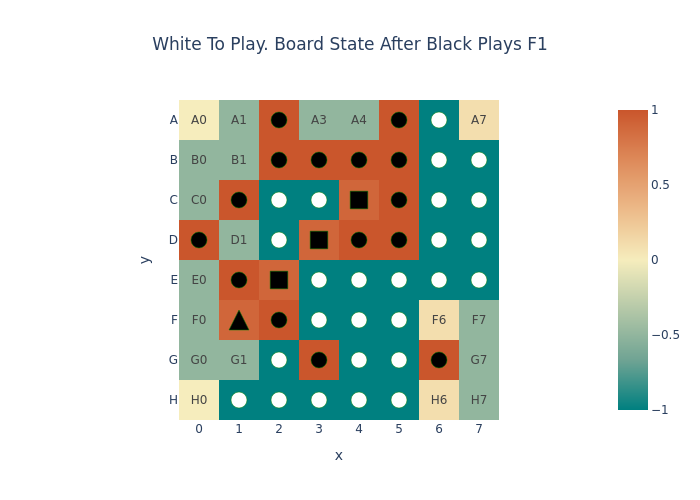 White To Play. Board State After Black Plays F1
A A0 A1 A3 A4 A7
B B0 B1
C C0
D D1
E E0
F F0 F6 F7
G G0 G1 G7
H H0 H6 H7
0 1 2 3 4 5 6 7
x
y
1
0.5
0
−0.5
−1